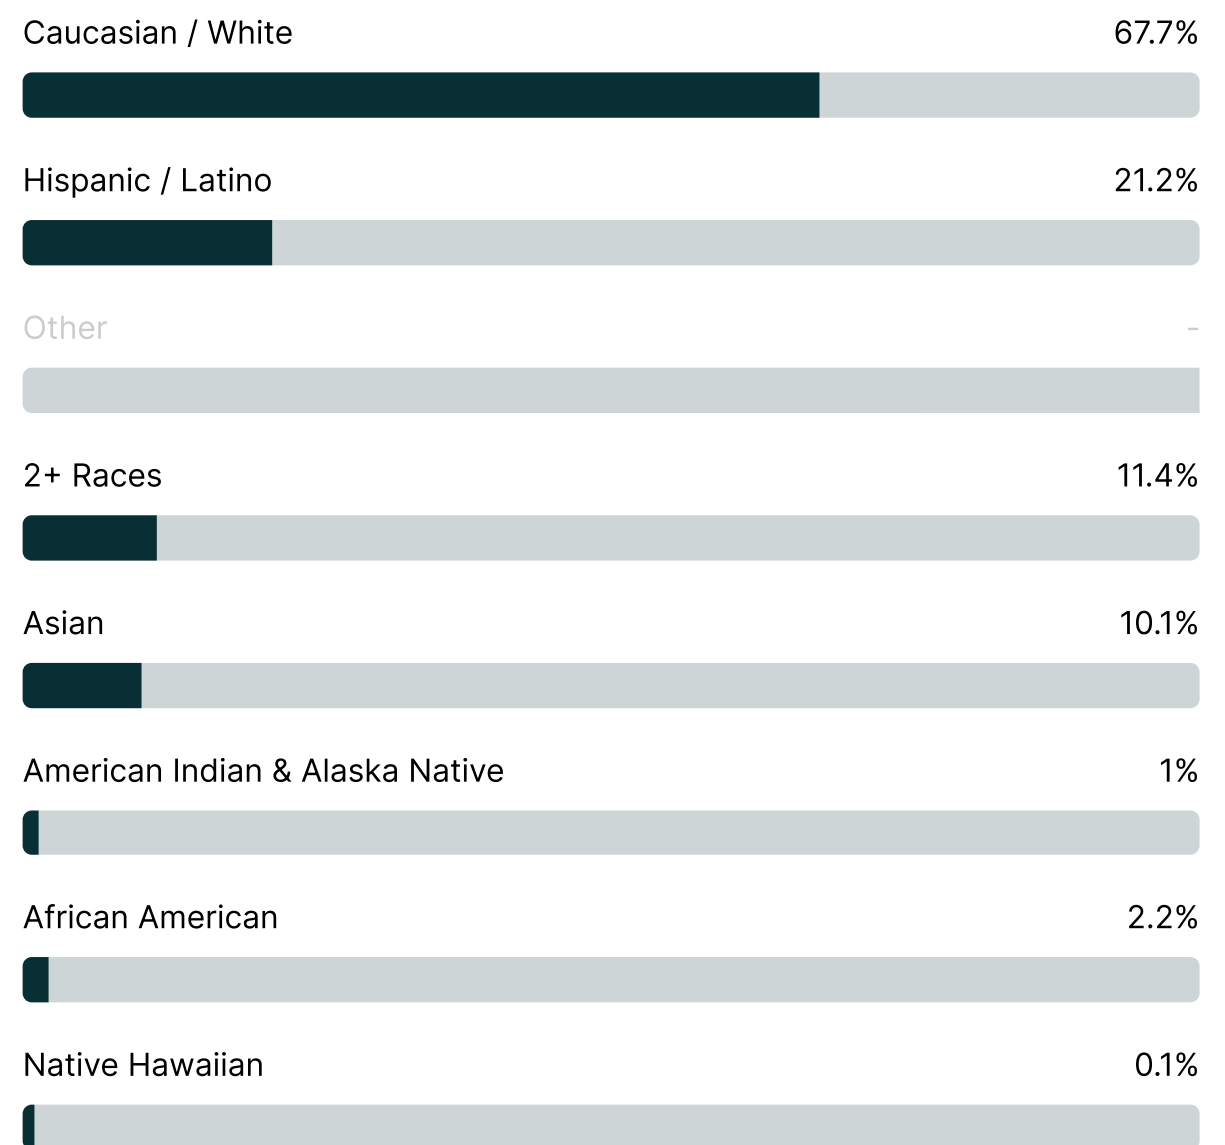 Caucasian / White 67.7%
Hispanic / Latino 21.2%
Other -
2+ Races 11.4%
Asian 10.1%
American Indian & Alaska Native 1%
African American 2.2%
Native Hawaiian 0.1%